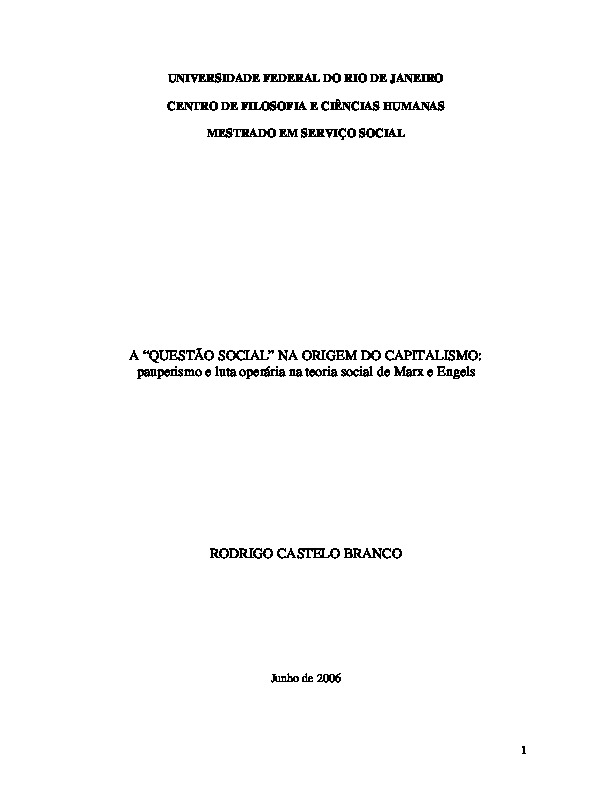 UNIVERSIDADE FEDERAL DO RIO DE JANEIRO
CENTRO DE FILOSOFIA E CIÊNCIAS HUMANAS
MESTRADO EM SERVIÇO SOCIAL
A “QUESTÃO SOCIAL” NA ORIGEM DO CAPITALISMO:
pauperismo e luta operária na teoria social de Marx e Engels
RODRIGO CASTELO BRANCO
Junho de 2006
1